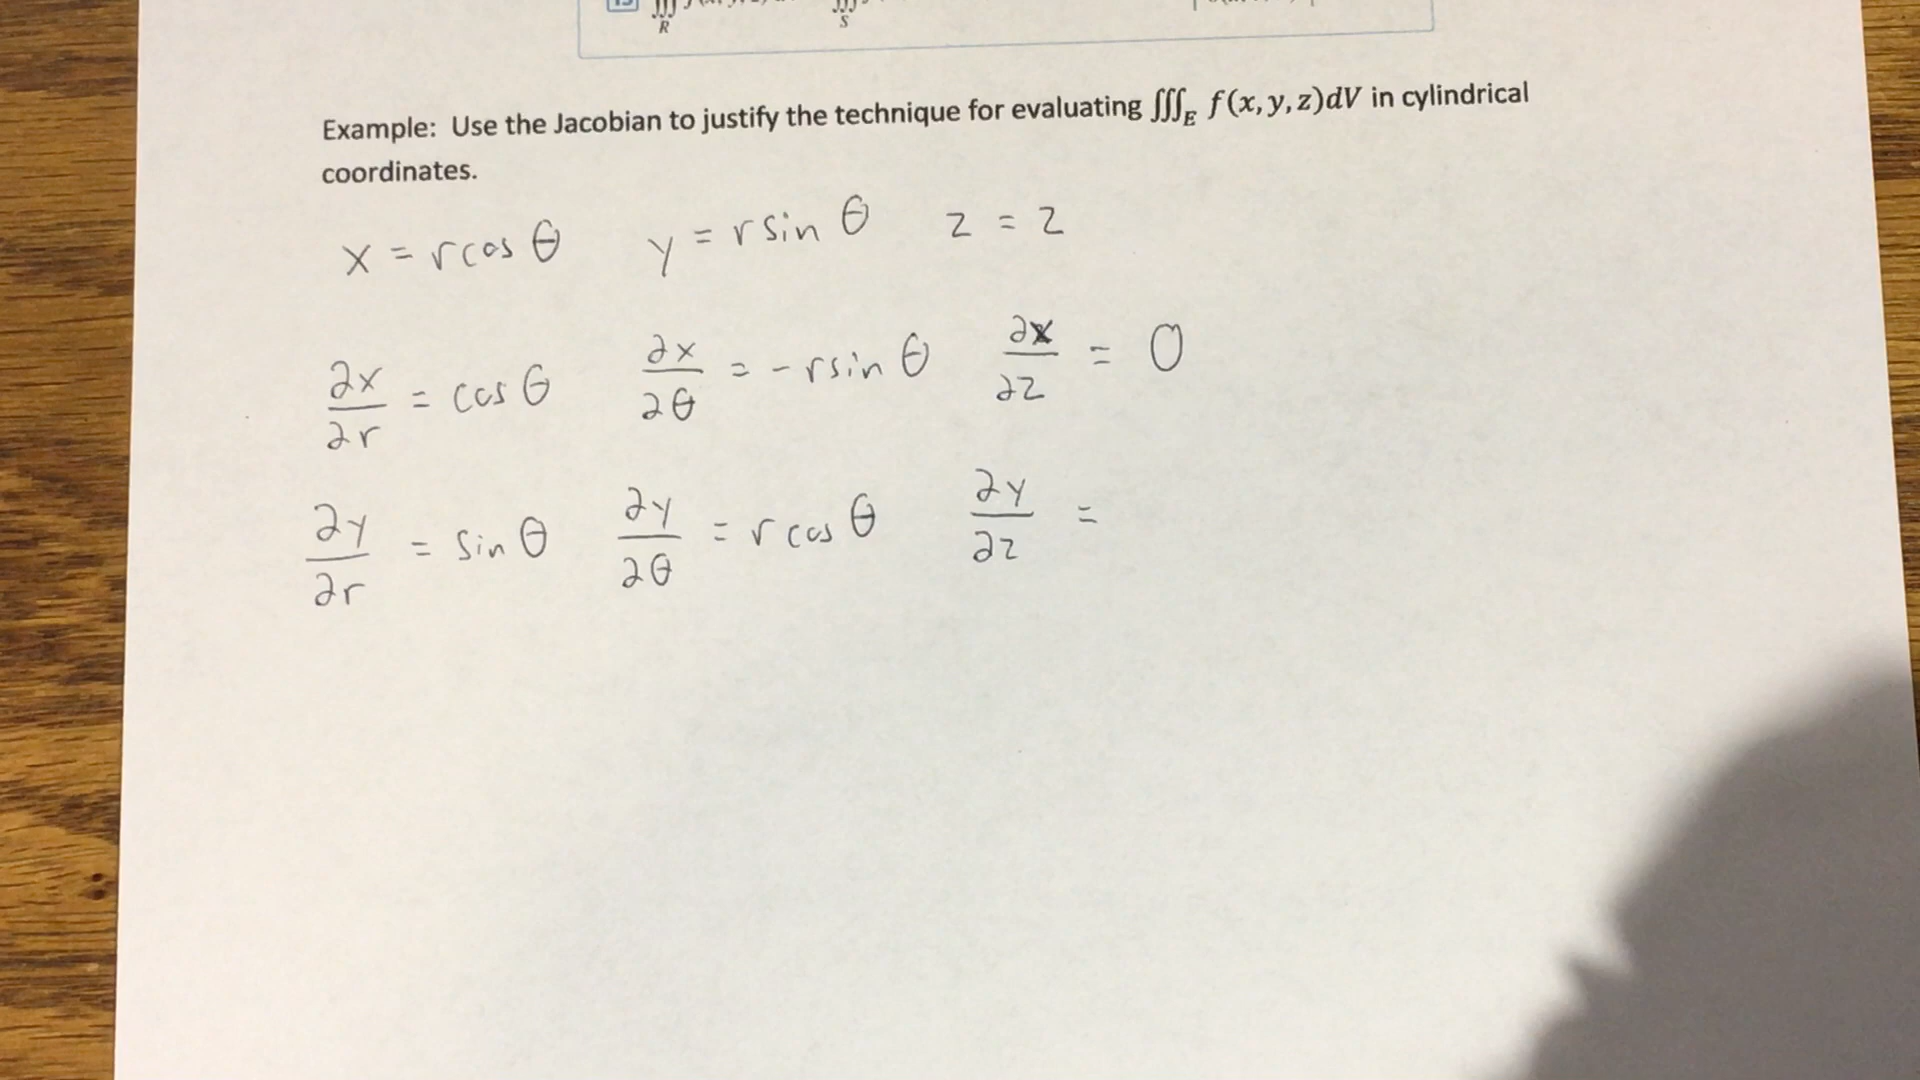 ∭
R
∭
S
Example: Use the Jacobian to justify the technique for evaluating ∭_E f(x, y, z)dV in cylindrical
coordinates.
x = r cos θ y = r sin θ z = z
∂x/∂r = cos θ ∂x/∂θ = -r sin θ ∂x/∂z = 0
∂y/∂r = sin θ ∂y/∂θ = r cos θ ∂y/∂z =